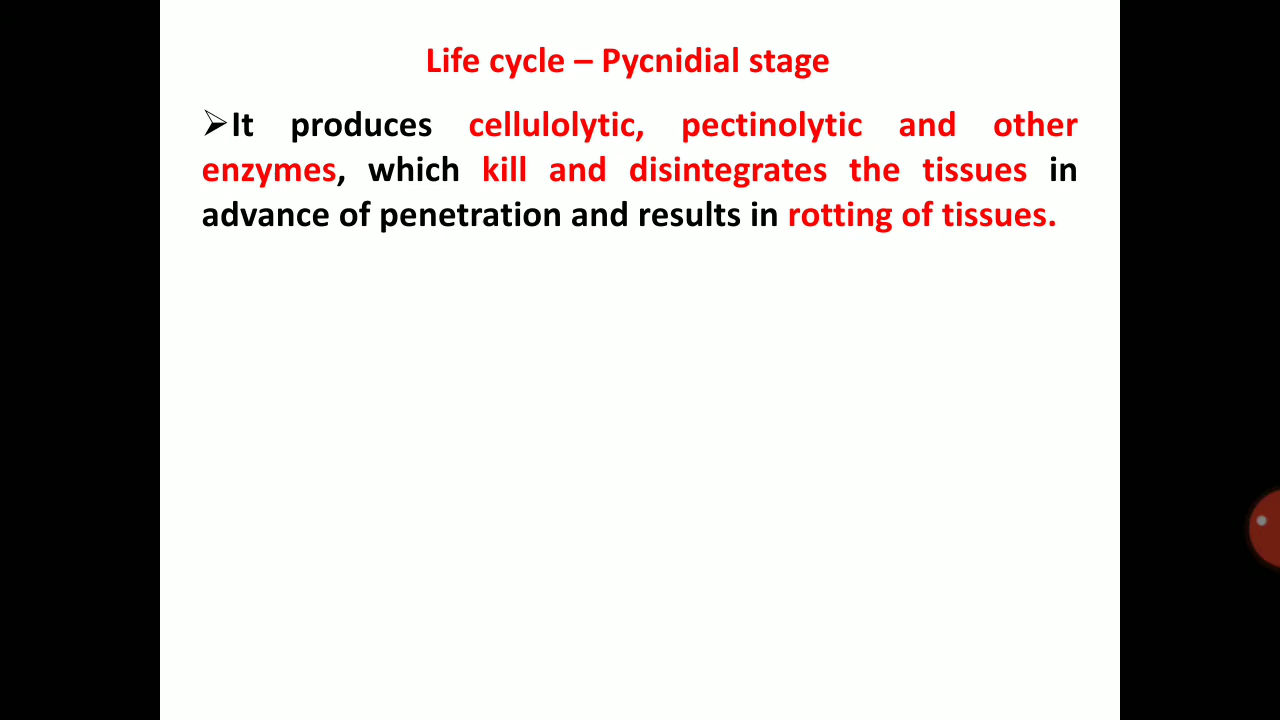 Life cycle – Pycnidial stage
➢It produces cellulolytic, pectinolytic and other
enzymes, which kill and disintegrates the tissues in
advance of penetration and results in rotting of tissues.